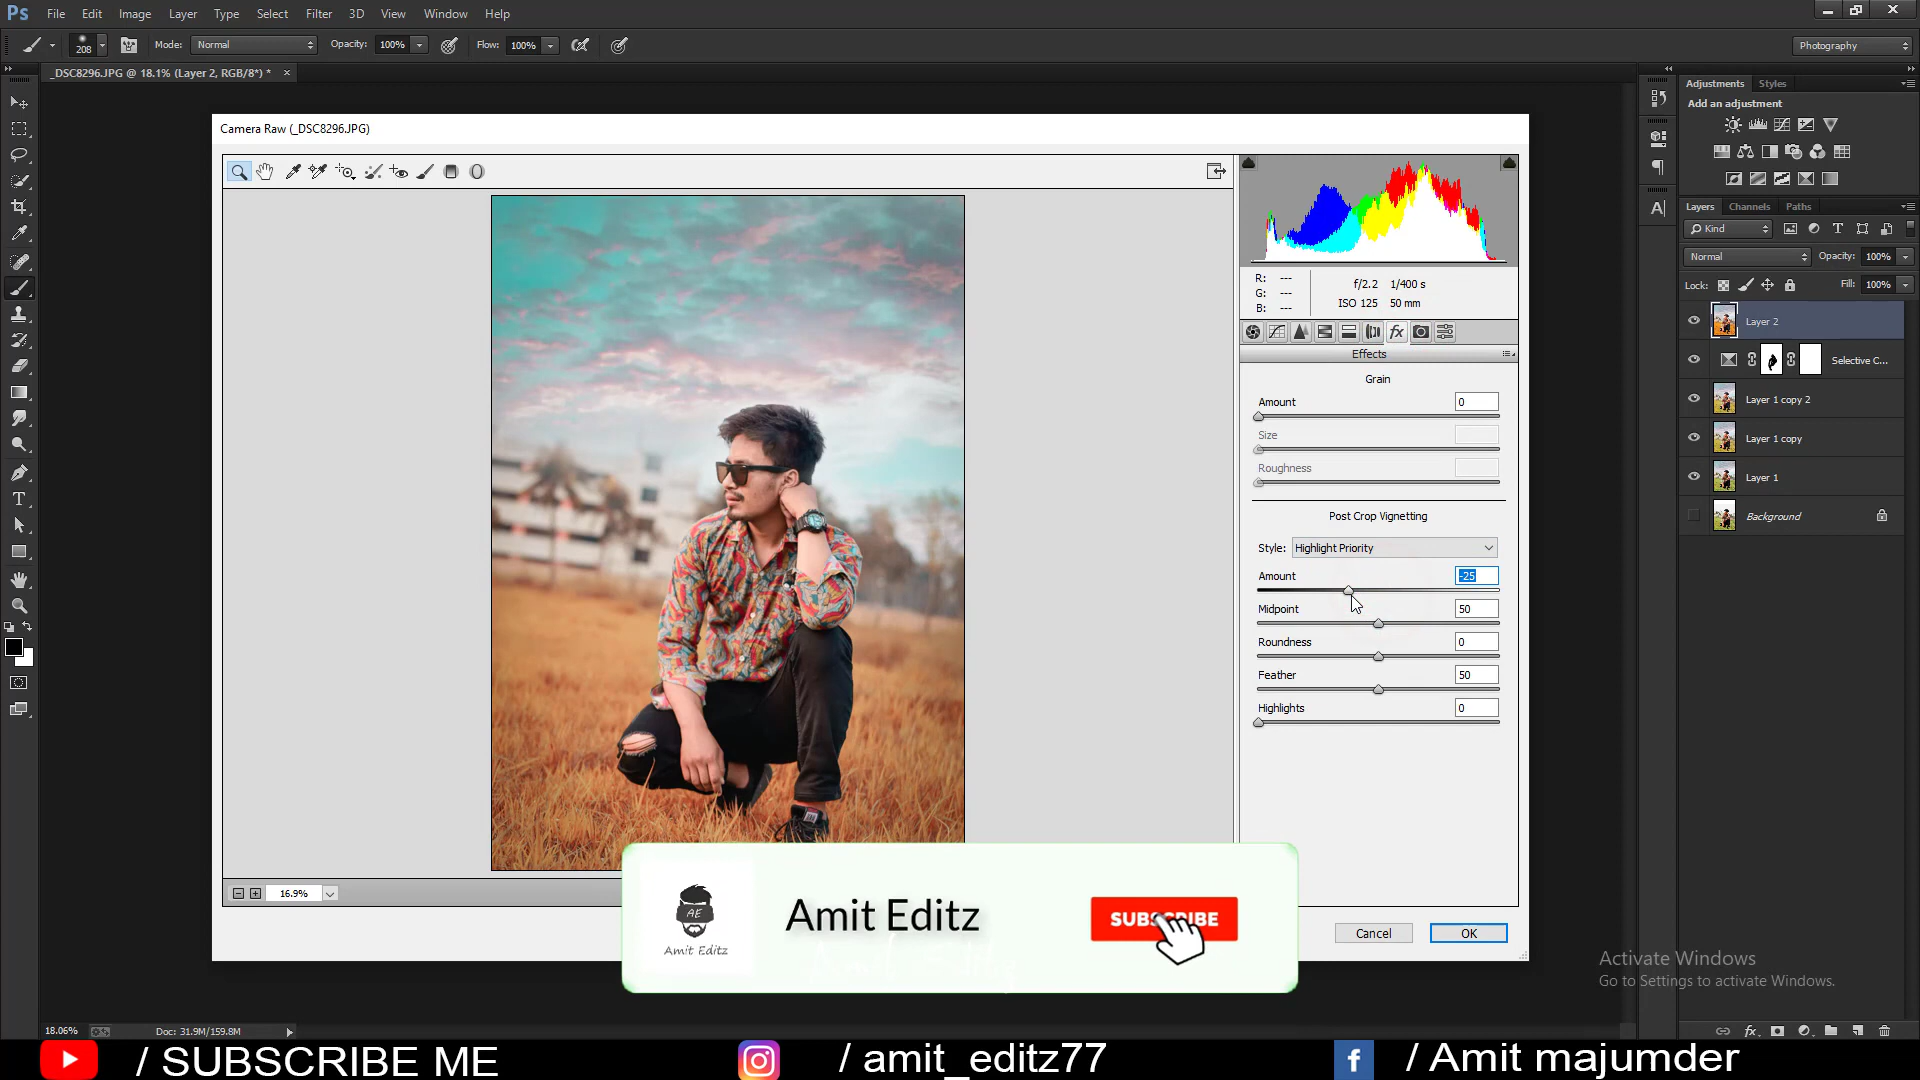 Ps File Edit Image Layer Type Select Filter 3D View Window Help
208 Mode: Normal Opacity: 100% Flow: 100% Photography
_DSC8296.JPG @ 18.1% (Layer 2, RGB/8*) * ×
Camera Raw (_DSC8296.JPG)
R: ---
G: ---
B: ---
f/2.2 1/400 s
ISO 125 50 mm
fx
Effects
Grain
Amount 0
Size
Roughness
Post Crop Vignetting
Style: Highlight Priority
Amount -25
Midpoint 50
Roundness 0
Feather 50
Highlights 0
16.9%
Cancel OK
Adjustments Styles
Add an adjustment
Layers Channels Paths
Kind
Normal Opacity: 100%
Lock: Fill: 100%
Layer 2
Selective C...
Layer 1 copy 2
Layer 1 copy
Layer 1
Background
AE
Amit Editz
Amit Editz
SUBSCRIBE
Activate Windows
Go to Settings to activate Windows.
18.06% Doc: 31.9M/159.8M
/ SUBSCRIBE ME / amit_editz77 / Amit majumder